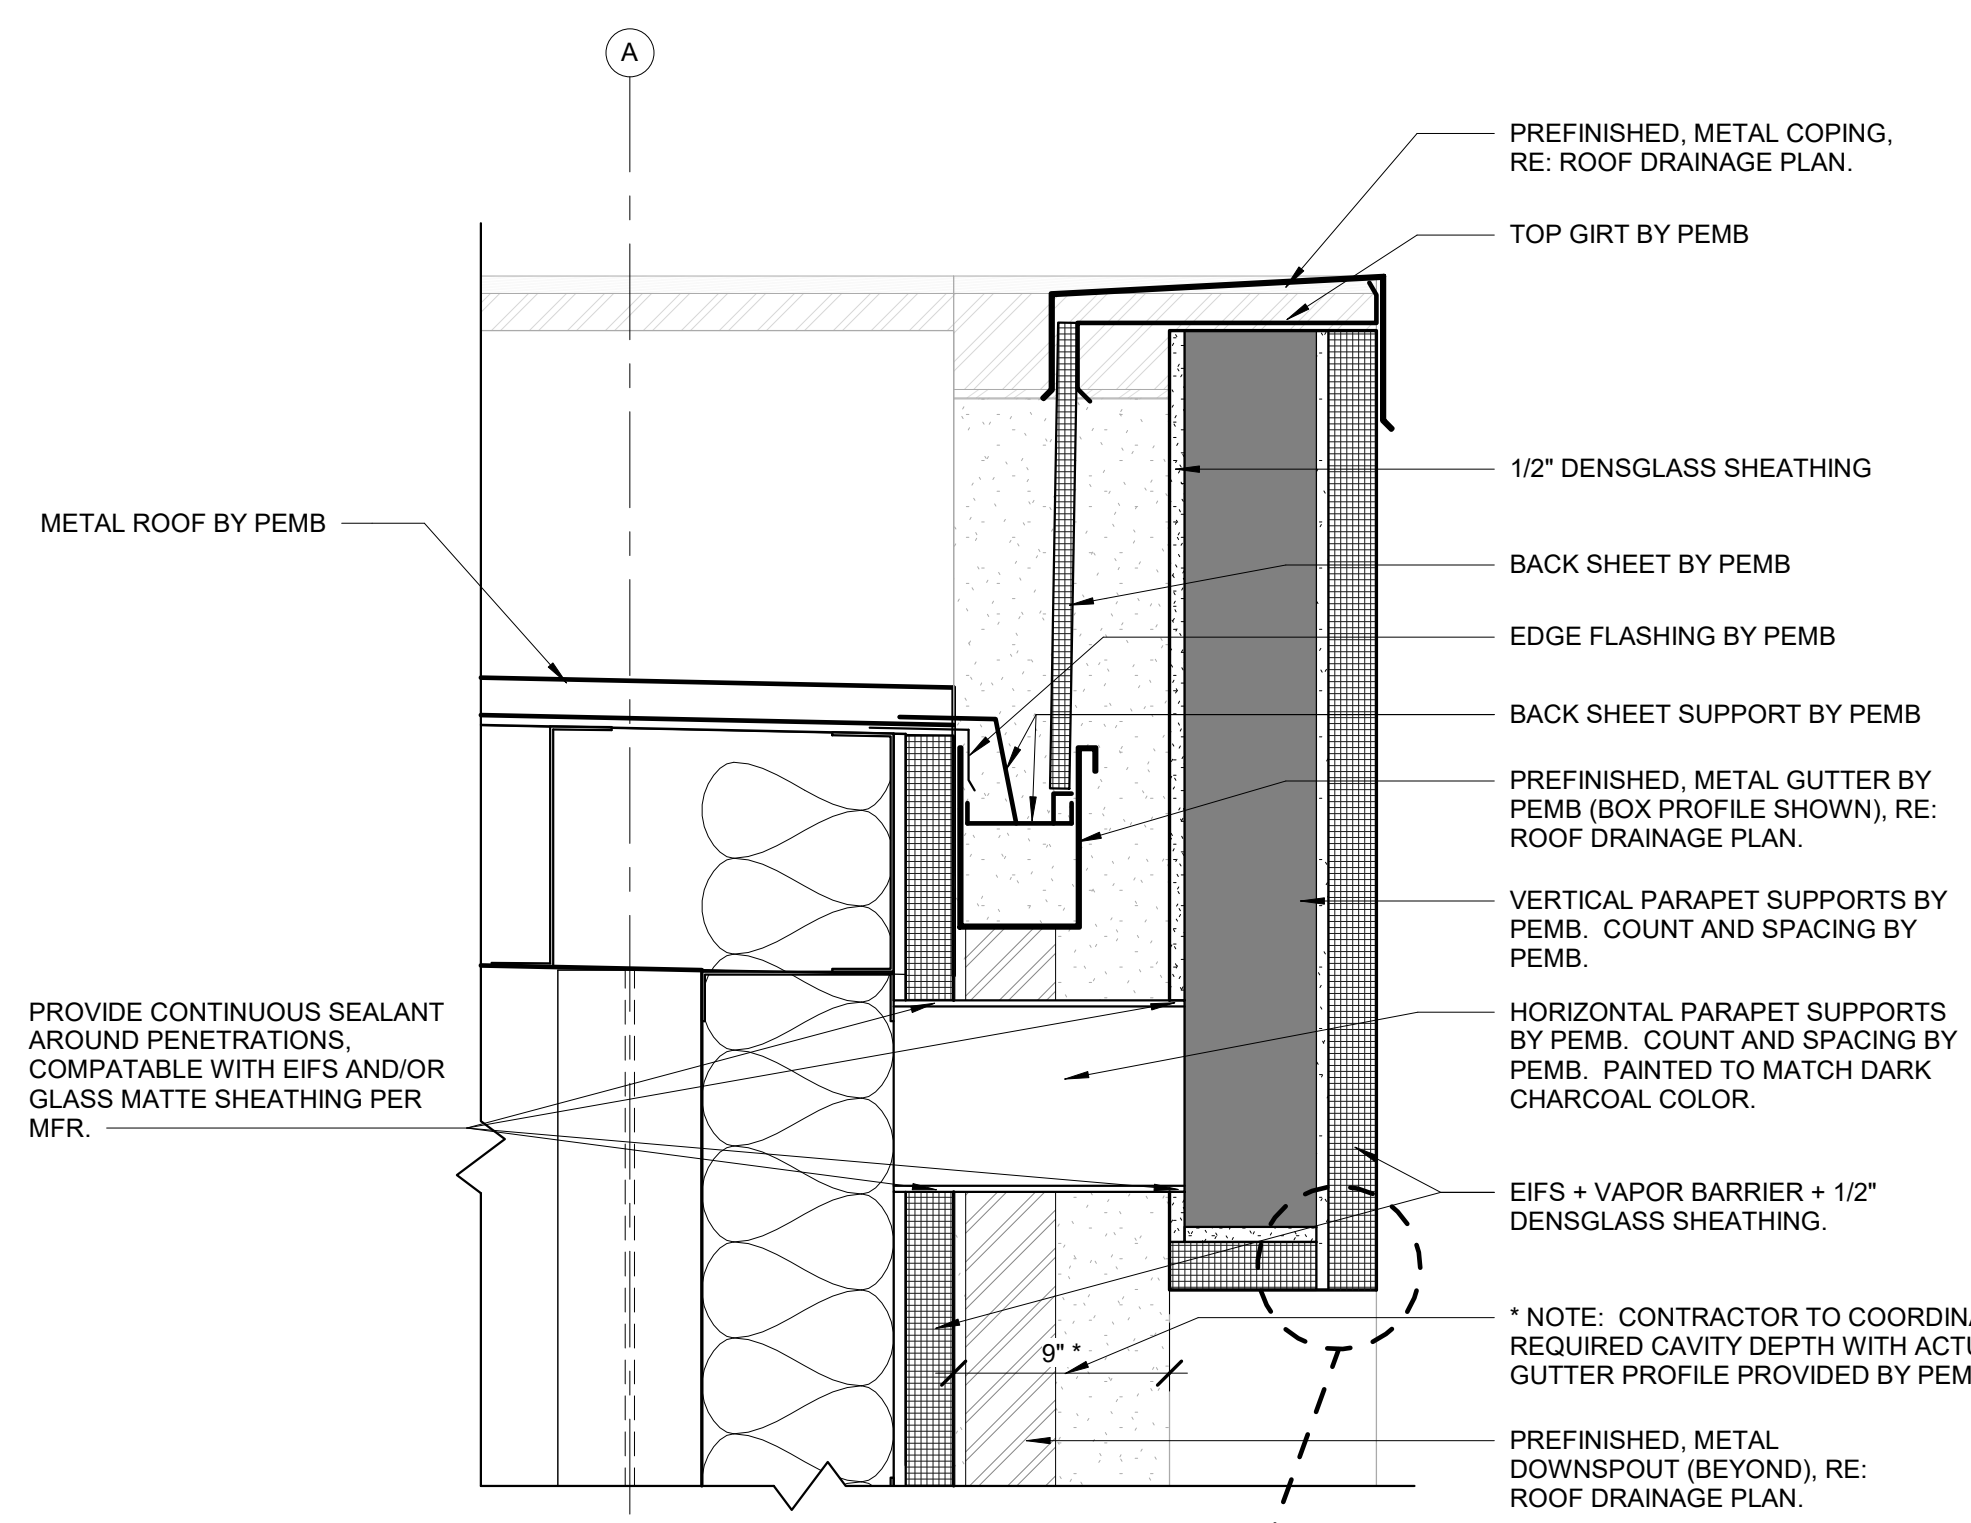 A
PREFINISHED, METAL COPING,
RE: ROOF DRAINAGE PLAN.
TOP GIRT BY PEMB
1/2" DENSGLASS SHEATHING
METAL ROOF BY PEMB
BACK SHEET BY PEMB
EDGE FLASHING BY PEMB
BACK SHEET SUPPORT BY PEMB
PREFINISHED, METAL GUTTER BY
PEMB (BOX PROFILE SHOWN), RE:
ROOF DRAINAGE PLAN.
VERTICAL PARAPET SUPPORTS BY
PEMB. COUNT AND SPACING BY
PEMB.
PROVIDE CONTINUOUS SEALANT
AROUND PENETRATIONS,
COMPATABLE WITH EIFS AND/OR
GLASS MATTE SHEATHING PER
MFR.
HORIZONTAL PARAPET SUPPORTS
BY PEMB. COUNT AND SPACING BY
PEMB. PAINTED TO MATCH DARK
CHARCOAL COLOR.
EIFS + VAPOR BARRIER + 1/2"
DENSGLASS SHEATHING.
* NOTE: CONTRACTOR TO
REQUIRED CAVITY DEPTH WITH
GUTTER PROFILE PROVIDED BY
9" *
PREFINISHED, METAL
DOWNSPOUT (BEYOND), RE:
ROOF DRAINAGE PLAN.